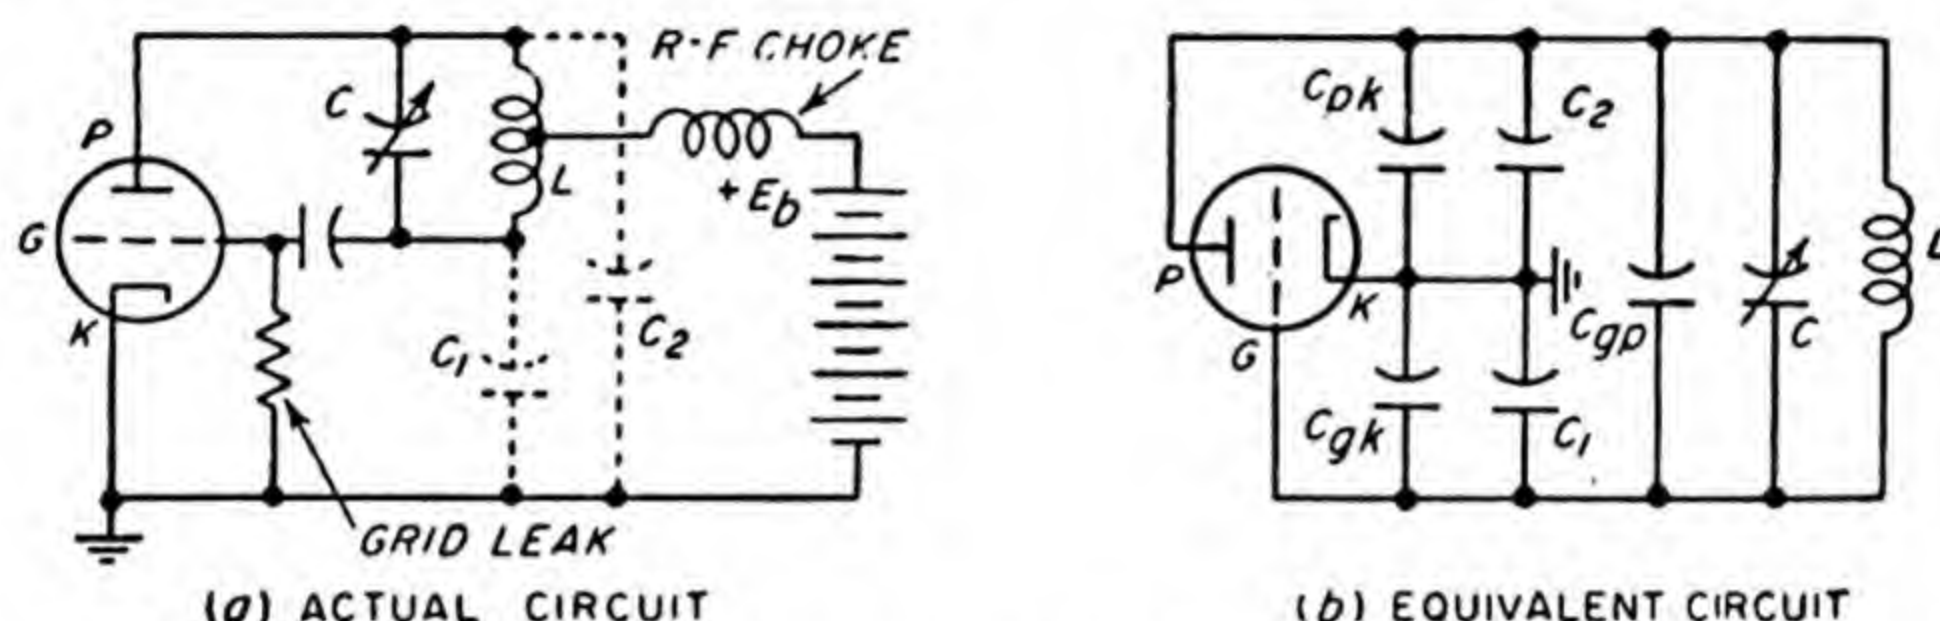 R-F CHOKE
P
C
L
+Eb
G
K
C1
C2
GRID LEAK
(a) ACTUAL CIRCUIT
Cpk
C2
P
K
G
Cgp
C
L
Cgk
C1
(b) EQUIVALENT CIRCUIT